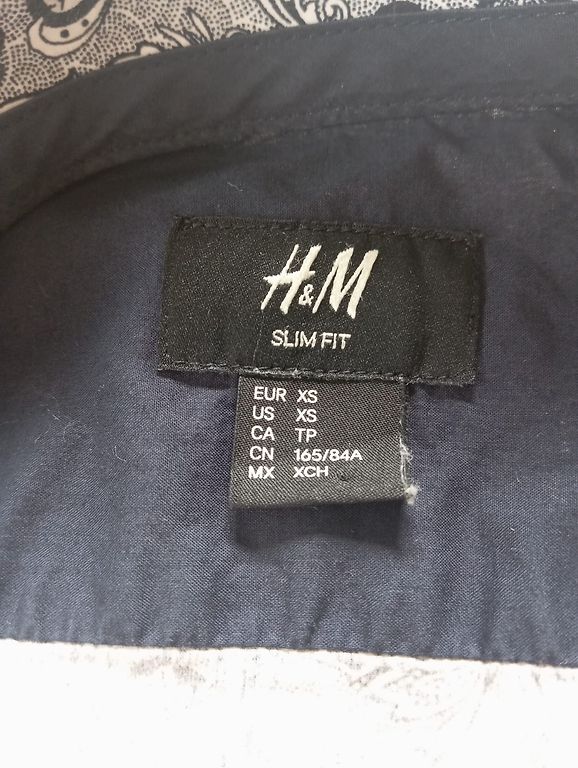 H&M
SLIM FIT
EUR XS
US XS
CA TP
CN 165/84A
MX XCH